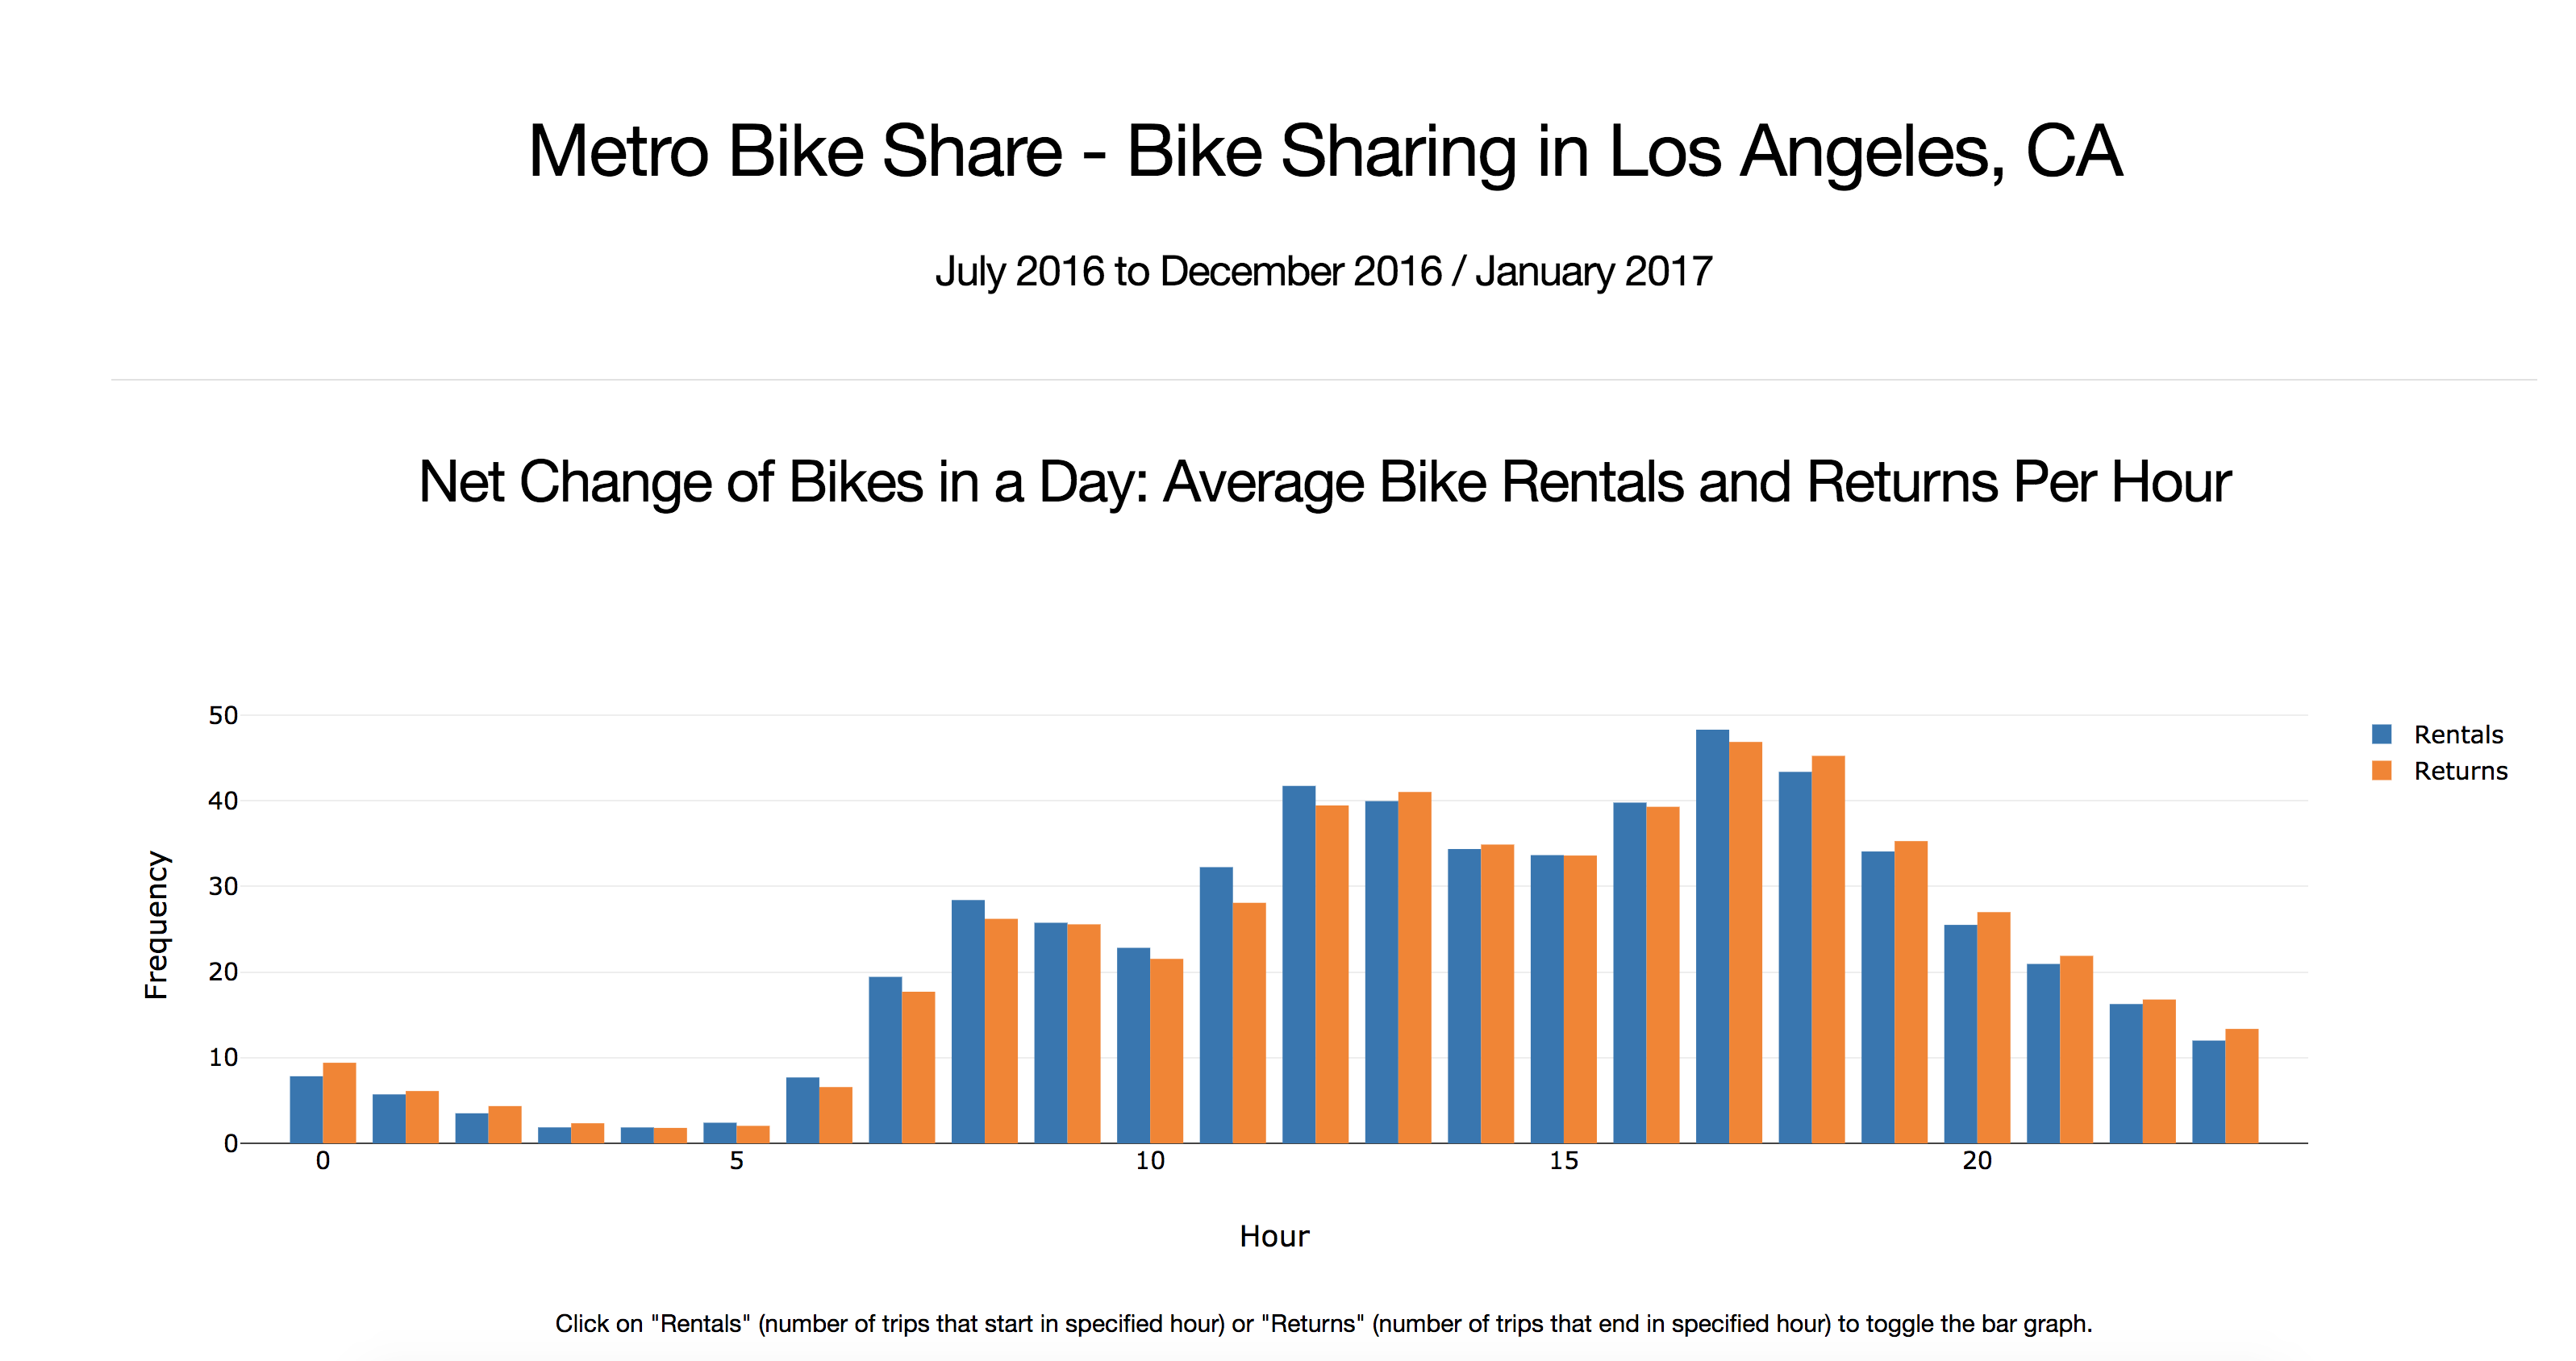 Metro Bike Share - Bike Sharing in Los Angeles, CA
July 2016 to December 2016 / January 2017
Net Change of Bikes in a Day: Average Bike Rentals and Returns Per Hour
50
40
30
20
10
0
Frequency
Rentals
Returns
0 5 10 15 20
Hour
Click on "Rentals" (number of trips that start in specified hour) or "Returns" (number of trips that end in specified hour) to toggle the bar graph.